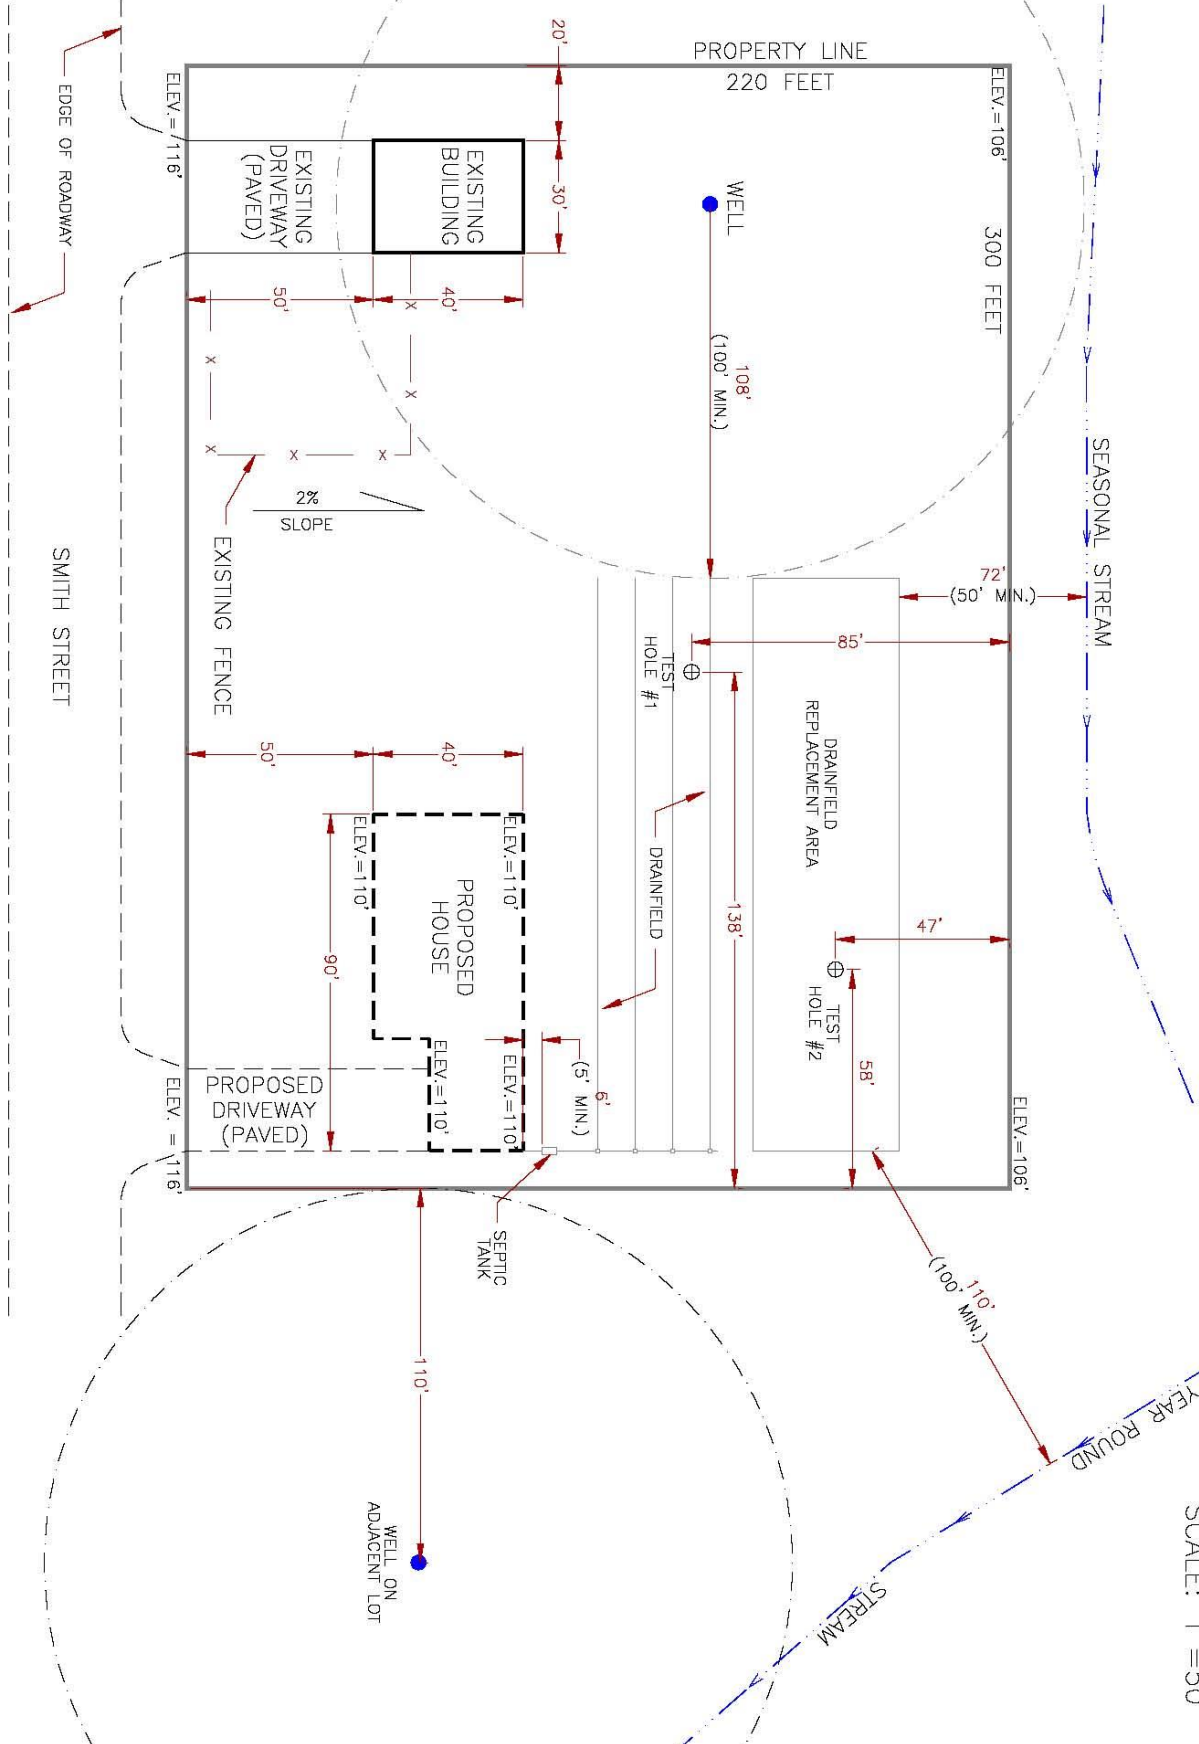 20'
PROPERTY LINE
220 FEET
ELEV.=106'
ELEV.= 116'
EDGE OF ROADWAY
EXISTING
DRIVEWAY
(PAVED)
EXISTING
BUILDING
30'
WELL
300 FEET
50'
40'
108'
(100' MIN.)
X
X
X
X
X
X
X
2%
SLOPE
EXISTING FENCE
SMITH STREET
SEASONAL STREAM
72'
(50' MIN.)
85'
TEST
HOLE #1
DRAINFIELD
REPLACEMENT AREA
50'
40'
DRAINFIELD
138'
47'
ELEV.=110'
ELEV.=110'
PROPOSED
HOUSE
90'
TEST
HOLE #2
58'
ELEV.=110'
ELEV.=110'
6'
(5' MIN.)
PROPOSED
DRIVEWAY
(PAVED)
ELEV. = 116'
ELEV.=106'
SEPTIC
TANK
110'
(100' MIN.)
110'
YEAR ROUND
STREAM
WELL ON
ADJACENT LOT
SCALE: 1"=50'